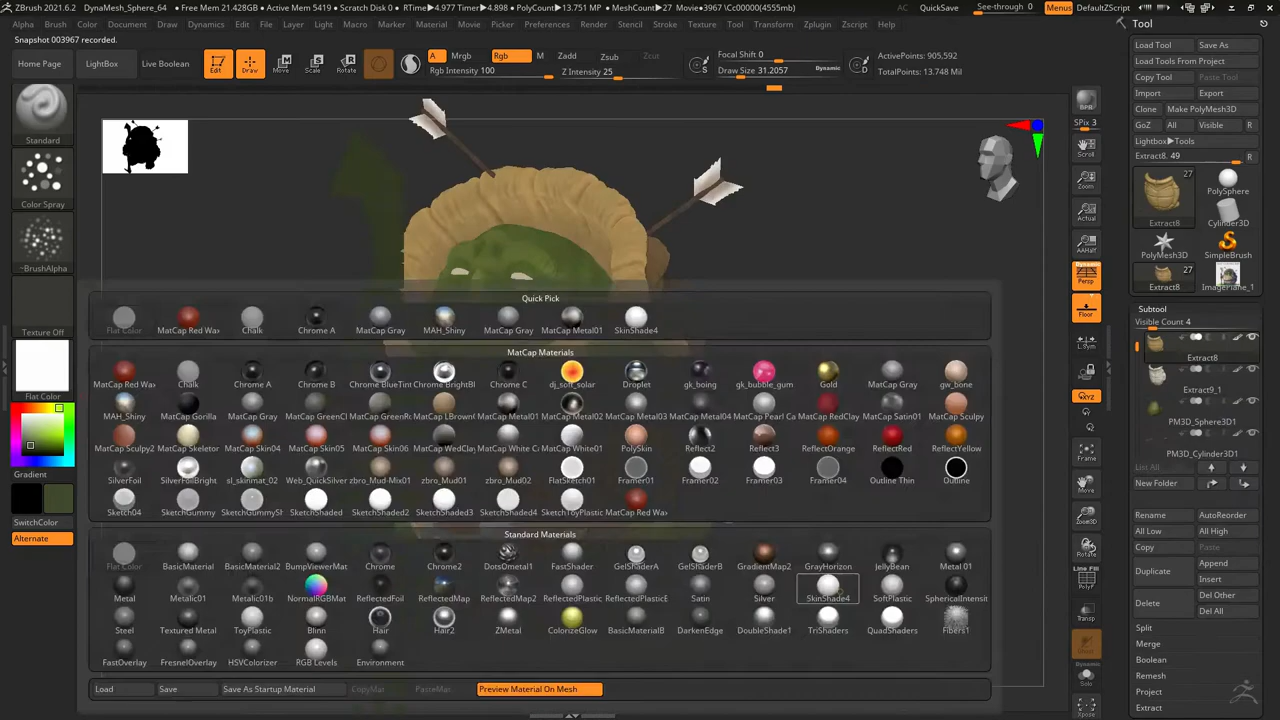 ZBrush 2021.6.2 DynaMesh_Sphere_64 • Free Mem 21.428GB • Active Mem 5419 • Scratch Disk 0 • RTime▶4.977 Timer▶4.898 • PolyCount▶13.751 MP • MeshCount▶27 Movie▶3967 \Cc00000\(4555mb) AC QuickSave See-through 0 Menus DefaultZScript Tool
Alpha Brush Color Document Draw Dynamics Edit File Layer Light Macro Marker Material Movie Picker Preferences Render Stencil Stroke Texture Tool Transform Zplugin Zscript Help
Snapshot 003967 recorded.
Home Page LightBox Live Boolean Edit Draw Move Scale Rotate
A Mrgb Rgb M Zadd Zsub Zcut
Rgb Intensity 100 Z Intensity 25
Focal Shift 0
Draw Size 31.2057 Dynamic
S D
ActivePoints: 905,592
TotalPoints: 13.748 Mil
Load Tool Save As
Load Tools From Project
Copy Tool Paste Tool
Import Export
Clone Make PolyMesh3D
GoZ All Visible R
Lightbox▶Tools
Extract8. 49 R
27 Extract8 PolySphere
Cylinder3D
PolyMesh3D SimpleBrush
27 Extract8 ImagePlane_1
Subtool
Visible Count 4
Extract8
Extract9_1
PM3D_Sphere3D1
PM3D_Cylinder3D1
List All
New Folder
Rename AutoReorder
All Low All High
Copy Paste
Duplicate Append
Insert
Delete Del Other
Del All
Split
Merge
Boolean
Remesh
Project
Extract
BPR
SPix 3
Scroll
Zoom
Actual
AAHalf
Dynamic
Persp
Floor
L.Sym
XYZ
Frame
Move
Zoom3D
Rotate
Line Fill
PolyF
Transp
Dynamic
Solo
Xpose
Standard
Color Spray
~BrushAlpha
Texture Off
Flat Color
Gradient
SwitchColor
Alternate
Quick Pick
Flat Color MatCap Red Wax Chalk Chrome A MatCap Gray MAH_Shiny MatCap Gray MatCap Metal01 SkinShade4
MatCap Materials
MatCap Red Wax Chalk Chrome A Chrome B Chrome BlueTint Chrome BrightBl Chrome C dj_soft_solar Droplet gk_boing gk_bubble_gum Gold MatCap Gray gw_bone
MAH_Shiny MatCap Gorilla MatCap Gray MatCap GreenCl MatCap GreenRo MatCap LBrownC MatCap Metal01 MatCap Metal02 MatCap Metal03 MatCap Metal04 MatCap Pearl Ca MatCap RedClay MatCap Satin01 MatCap Sculpy
MatCap Sculpy2 MatCap Skeleton MatCap Skin04 MatCap Skin05 MatCap Skin06 MatCap WedClay MatCap White Ca MatCap White01 PolySkin Reflect2 Reflect3 ReflectOrange ReflectRed ReflectYellow
SilverFoil SilverFoilBright sl_skinmat_02 Web_QuickSilver zbro_Mud-Mix01 zbro_Mud01 zbro_Mud02 FlatSketch01 Framer01 Framer02 Framer03 Framer04 Outline Thin Outline
Sketch04 SketchGummy SketchGummySh SketchShaded SketchShaded2 SketchShaded3 SketchShaded4 SketchToyPlastic MatCap Red Wax
Standard Materials
Flat Color BasicMaterial BasicMaterial2 BumpViewerMat Chrome Chrome2 DotsOmetal1 FastShader GelShaderA GelShaderB GradientMap2 GrayHorizon JellyBean Metal 01
Metal Metalic01 Metalic01b NormalRGBMat ReflectedFoil ReflectedMap ReflectedMap2 ReflectedPlastic ReflectedPlasticB Satin Silver SkinShade4 SoftPlastic SphericalIntensit
Steel Textured Metal ToyPlastic Blinn Hair Hair2 ZMetal ColorizeGlow BasicMaterialB DarkenEdge DoubleShade1 TriShaders QuadShaders Fibers1
FastOverlay FresnelOverlay HSVColorizer RGB Levels Environment
Load Save Save As Startup Material CopyMat PasteMat Preview Material On Mesh